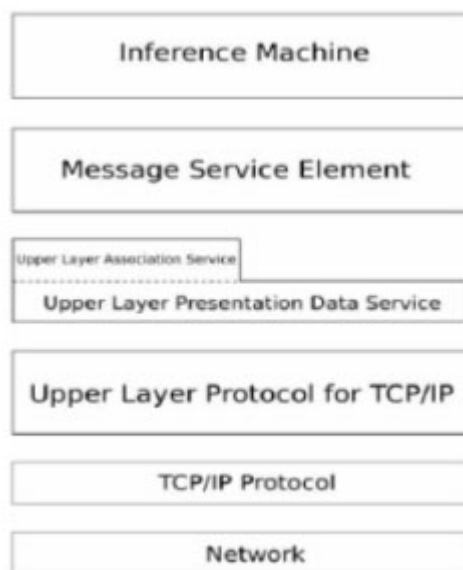 Inference Machine
Message Service Element
Upper Layer Association Service
Upper Layer Presentation Data Service
Upper Layer Protocol for TCP/IP
TCP/IP Protocol
Network